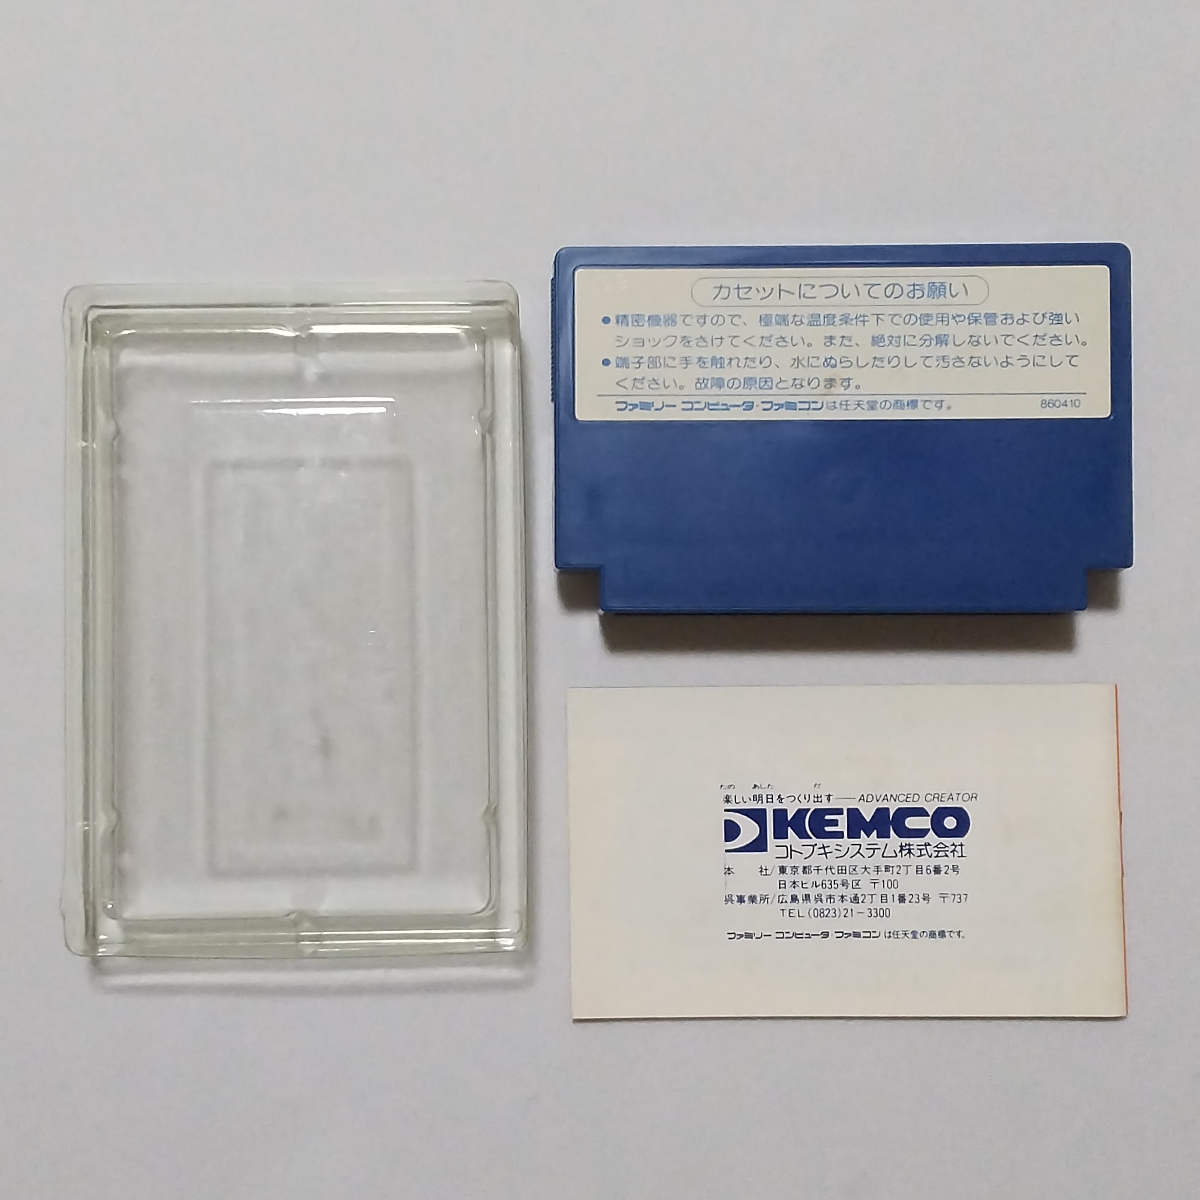 カセットについてのお願い
●精密機器ですので、極端な温度条件下での使用や保管および強い
ショックをさけてください。また、絶対に分解しないでください。
●端子部に手を触れたり、水にぬらしたりして汚さないようにして
ください。故障の原因となります。
ファミリーコンピュータ・ファミコンは任天堂の商標です。 860410
たの あした だ
楽しい明日をつくり出す──ADVANCED CREATOR
KEMCO
コトブキシステム株式会社
本 社/東京都千代田区大手町2丁目6番2号
日本ビル635号区 〒100
呉事業所/広島県呉市本通2丁目1番23号 〒737
TEL(0823)21-3300
ファミリーコンピュータ・ファミコンは任天堂の商標です。